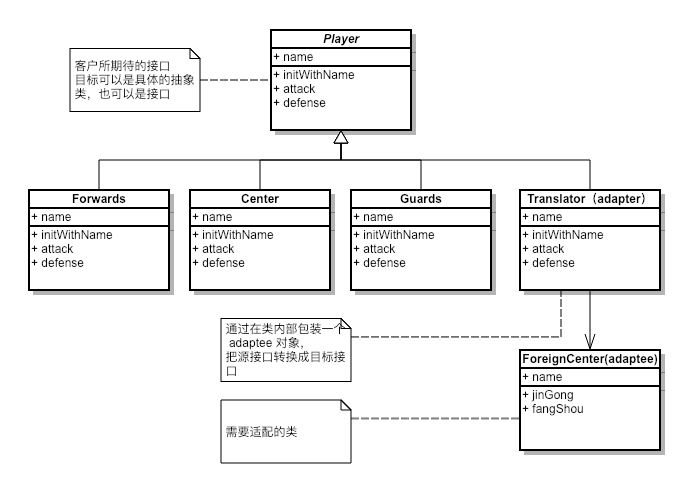 Player
+ name
+ initWithName
+ attack
+ defense
客户所期待的接口
目标可以是具体的抽象
类，也可以是接口
Forwards
+ name
+ initWithName
+ attack
+ defense
Center
+ name
+ initWithName
+ attack
+ defense
Guards
+ name
+ initWithName
+ attack
+ defense
Translator（adapter）
+ name
+ initWithName
+ attack
+ defense
通过在类内部包装一个
adaptee 对象，
把源接口转换成目标接
口
ForeignCenter(adaptee)
+ name
+ jinGong
+ fangShou
需要适配的类